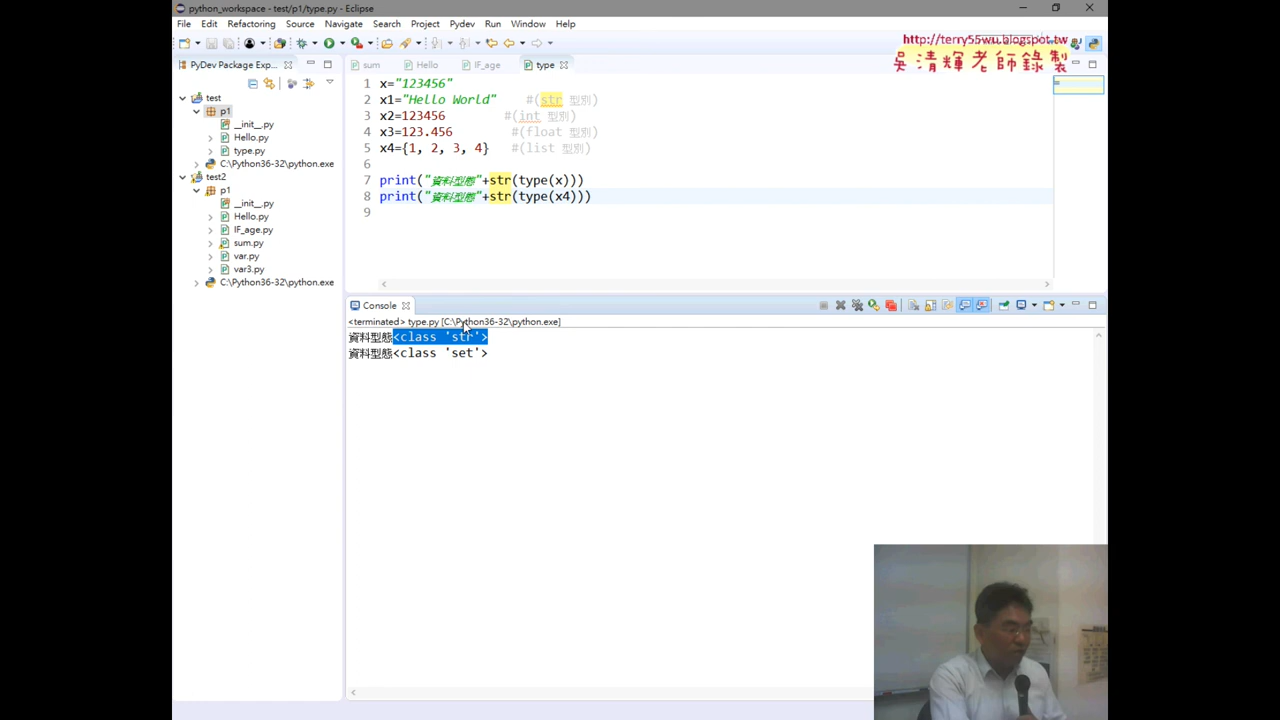 python_workspace - test/p1/type.py - Eclipse
File Edit Refactoring Source Navigate Search Project Pydev Run Window Help
http://terry55wu.blogspot.tw
吳清輝老師錄製
PyDev Package Exp...
sum Hello IF_age type
test
p1
__init__.py
Hello.py
type.py
C:\Python36-32\python.exe
test2
p1
__init__.py
Hello.py
IF_age.py
sum.py
var.py
var3.py
C:\Python36-32\python.exe
1 x="123456"
2 x1="Hello World" #(str 型別)
3 x2=123456 #(int 型別)
4 x3=123.456 #(float 型別)
5 x4={1, 2, 3, 4} #(list 型別)
6
7 print("資料型態"+str(type(x)))
8 print("資料型態"+str(type(x4)))
9
Console
<terminated> type.py [C:\Python36-32\python.exe]
資料型態<class 'str'>
資料型態<class 'set'>